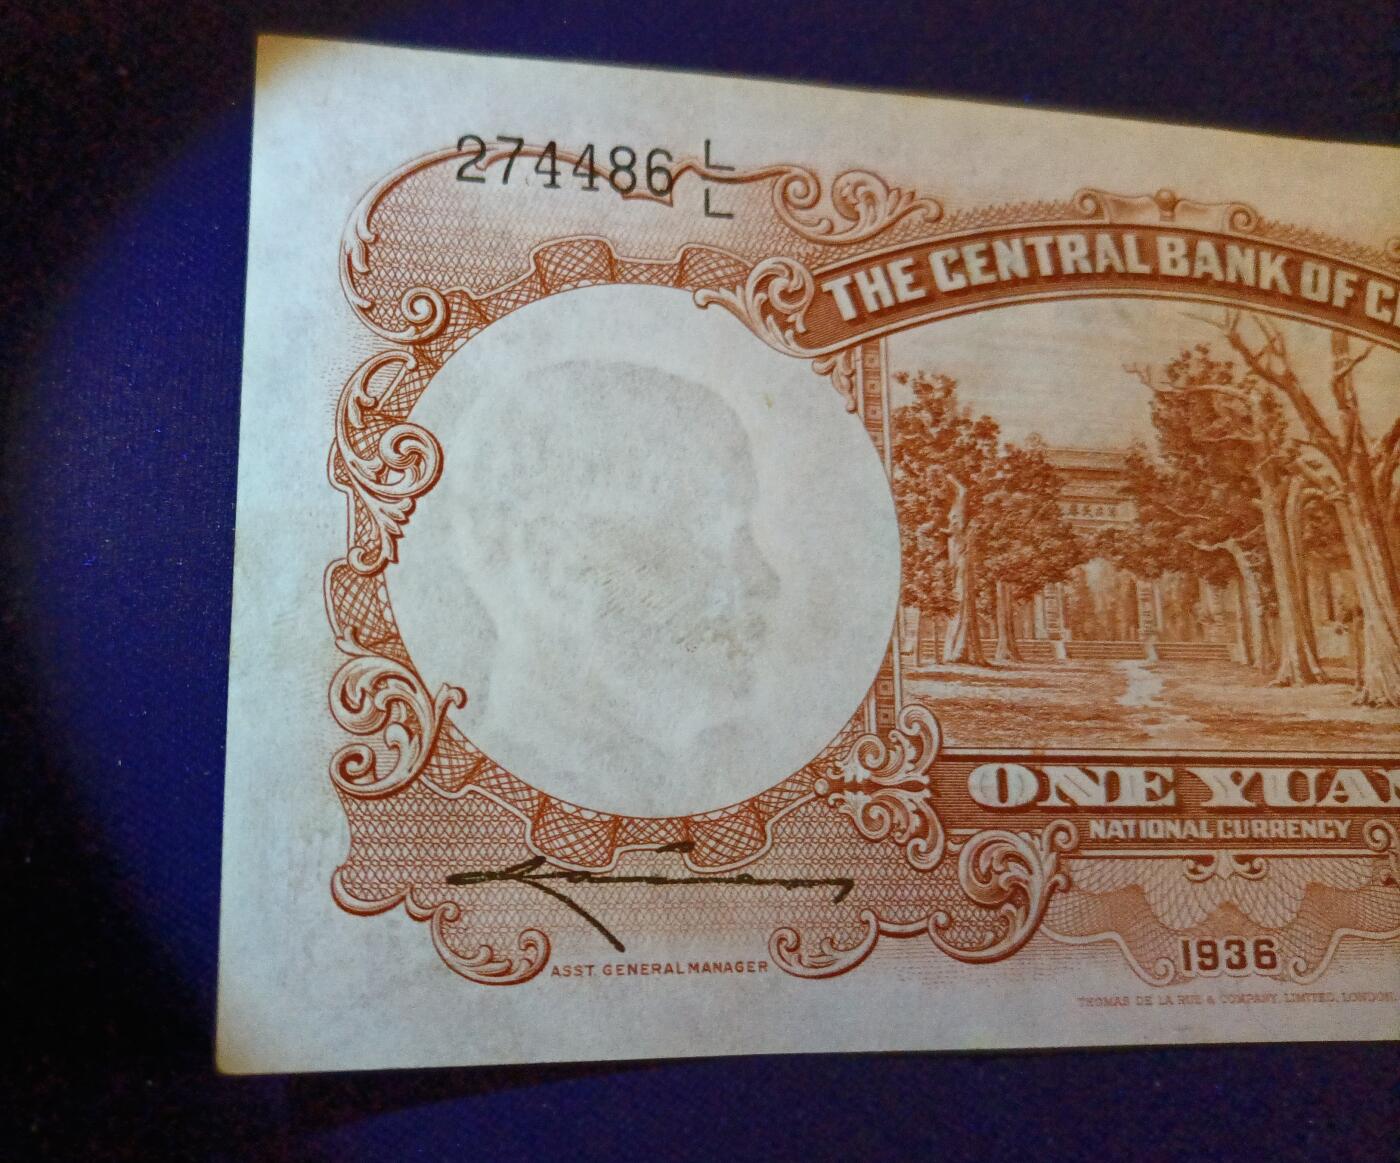 274486 L/L
THE CENTRAL BANK OF C
ONE YUAN
NATIONAL CURRENCY
1936
ASST. GENERAL MANAGER
THOMAS DE LA RUE & COMPANY, LIMITED, LONDON